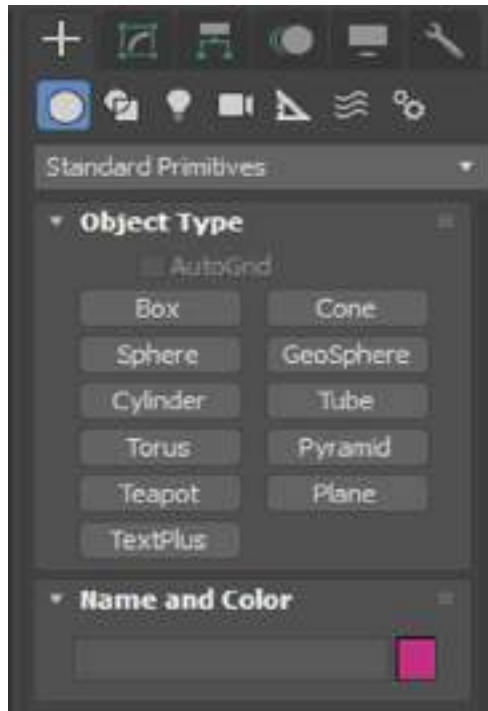 Standard Primitives
Object Type
AutoGrid
Box Cone
Sphere GeoSphere
Cylinder Tube
Torus Pyramid
Teapot Plane
TextPlus
Name and Color